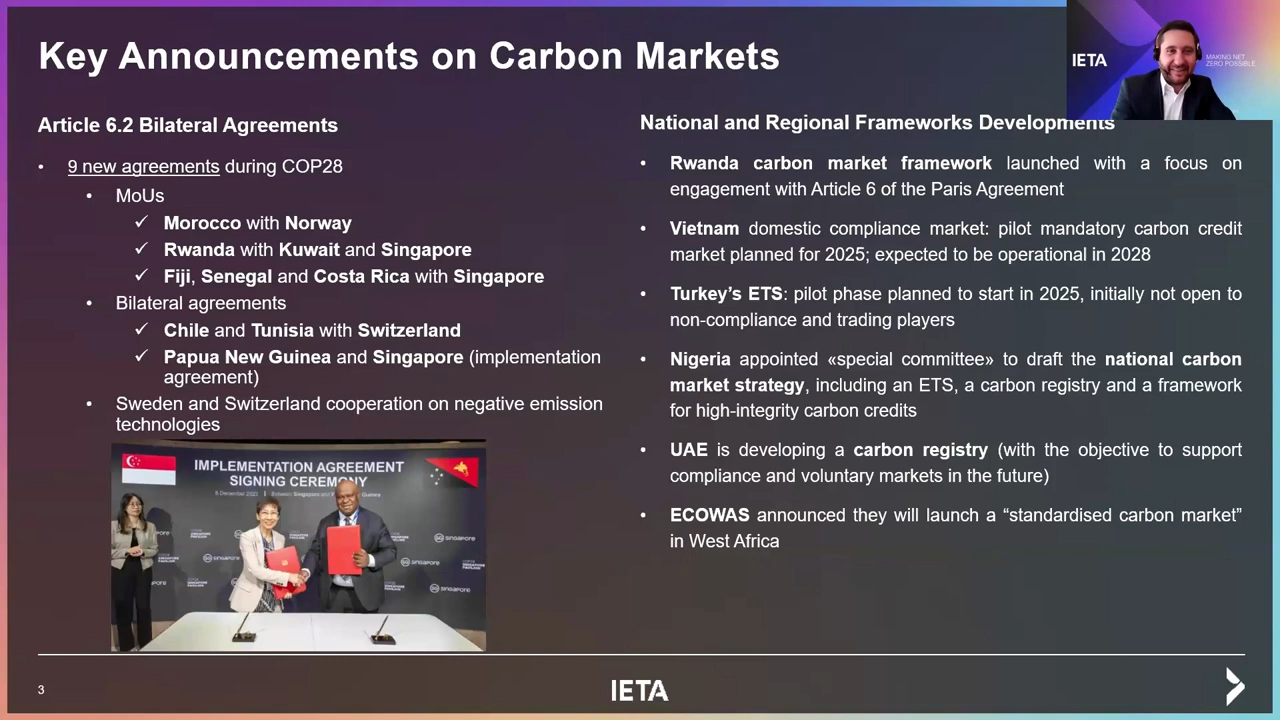 Key Announcements on Carbon Markets
IETA
MAKING NET
ZERO POSSIBLE
Article 6.2 Bilateral Agreements
• 9 new agreements during COP28
• MoUs
✓ Morocco with Norway
✓ Rwanda with Kuwait and Singapore
✓ Fiji, Senegal and Costa Rica with Singapore
• Bilateral agreements
✓ Chile and Tunisia with Switzerland
✓ Papua New Guinea and Singapore (implementation
agreement)
• Sweden and Switzerland cooperation on negative emission
technologies
IMPLEMENTATION AGREEMENT
SIGNING CEREMONY
SINGAPORE
SINGAPORE
SINGAPORE
National and Regional Frameworks Developments
• Rwanda carbon market framework launched with a focus on
engagement with Article 6 of the Paris Agreement
• Vietnam domestic compliance market: pilot mandatory carbon credit
market planned for 2025; expected to be operational in 2028
• Turkey's ETS: pilot phase planned to start in 2025, initially not open to
non-compliance and trading players
• Nigeria appointed «special committee» to draft the national carbon
market strategy, including an ETS, a carbon registry and a framework
for high-integrity carbon credits
• UAE is developing a carbon registry (with the objective to support
compliance and voluntary markets in the future)
• ECOWAS announced they will launch a “standardised carbon market”
in West Africa
3
IETA